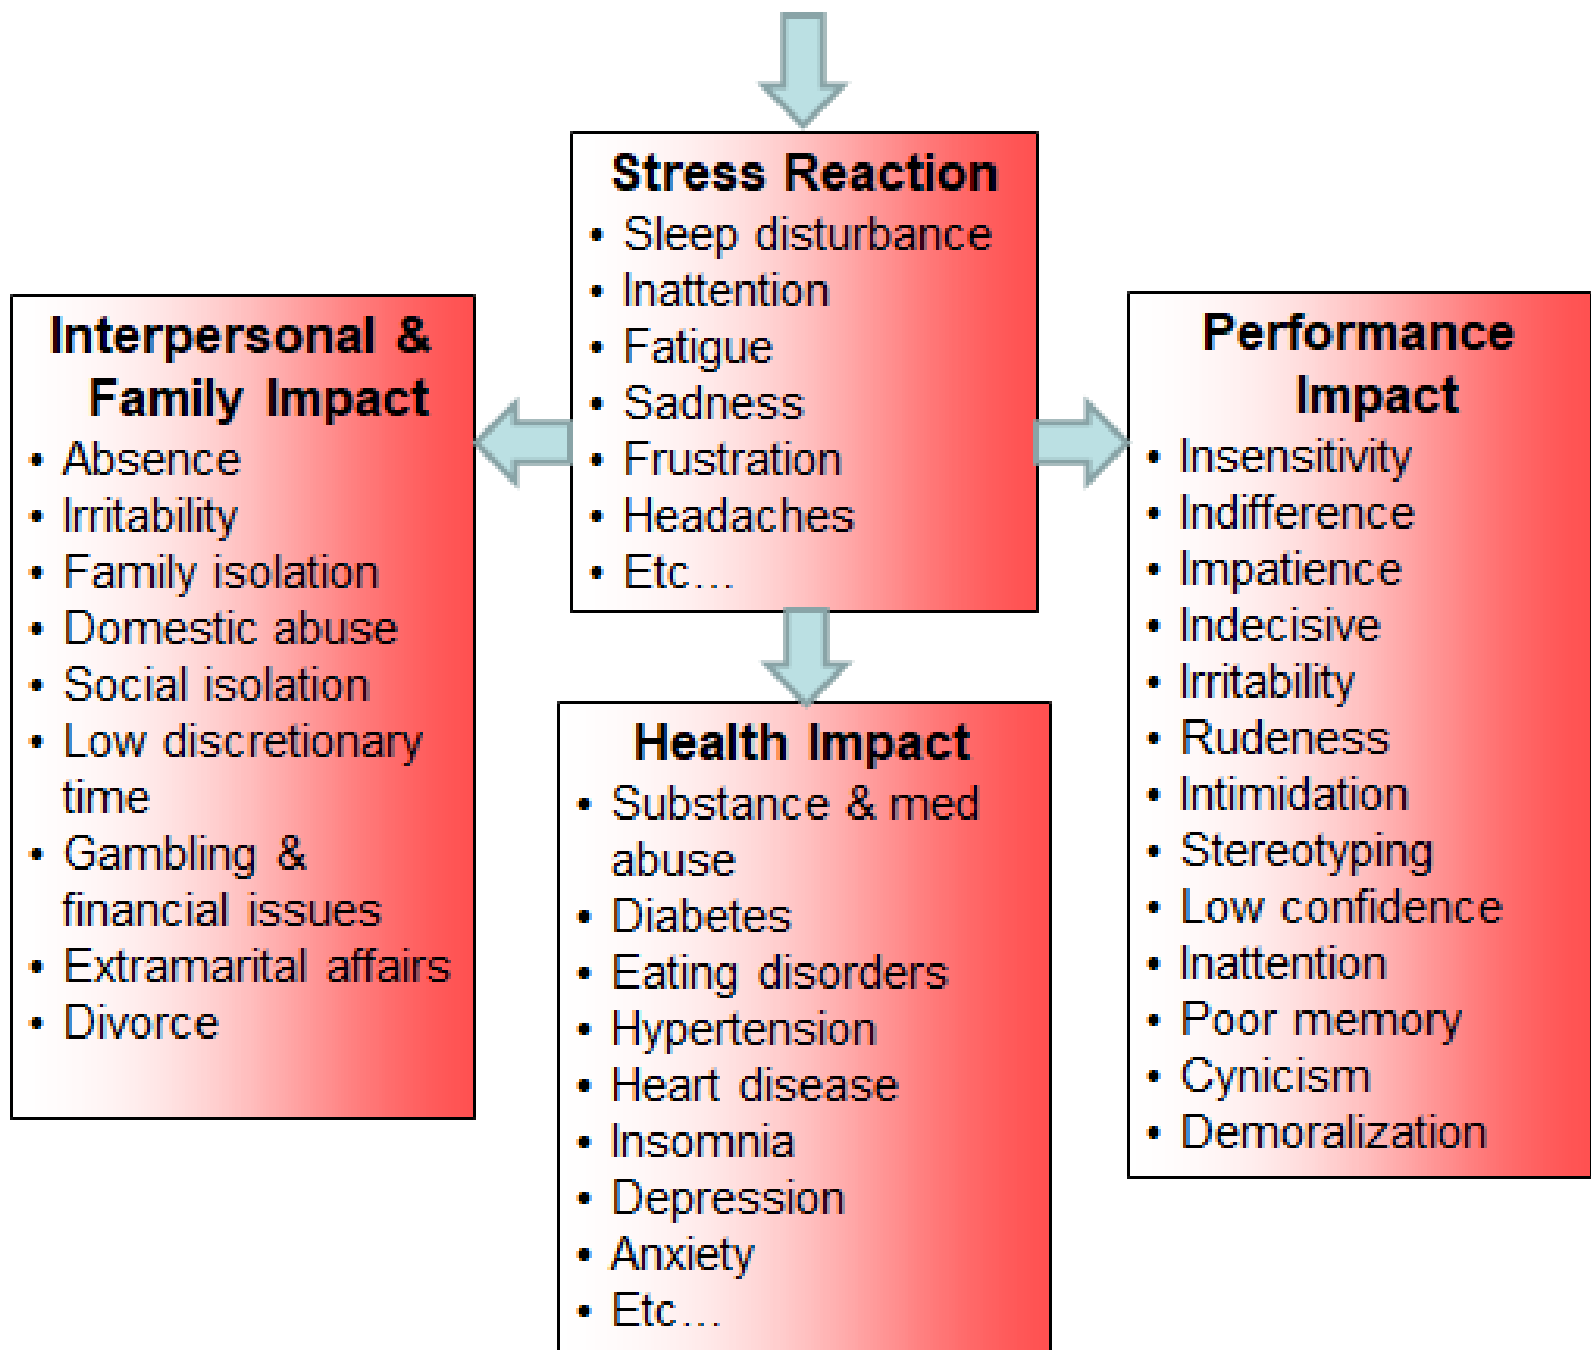 Stress Reaction
• Sleep disturbance
• Inattention
• Fatigue
• Sadness
• Frustration
• Headaches
• Etc...
Interpersonal &
Family Impact
• Absence
• Irritability
• Family isolation
• Domestic abuse
• Social isolation
• Low discretionary
time
• Gambling &
financial issues
• Extramarital affairs
• Divorce
Health Impact
• Substance & med
abuse
• Diabetes
• Eating disorders
• Hypertension
• Heart disease
• Insomnia
• Depression
• Anxiety
• Etc...
Performance
Impact
• Insensitivity
• Indifference
• Impatience
• Indecisive
• Irritability
• Rudeness
• Intimidation
• Stereotyping
• Low confidence
• Inattention
• Poor memory
• Cynicism
• Demoralization